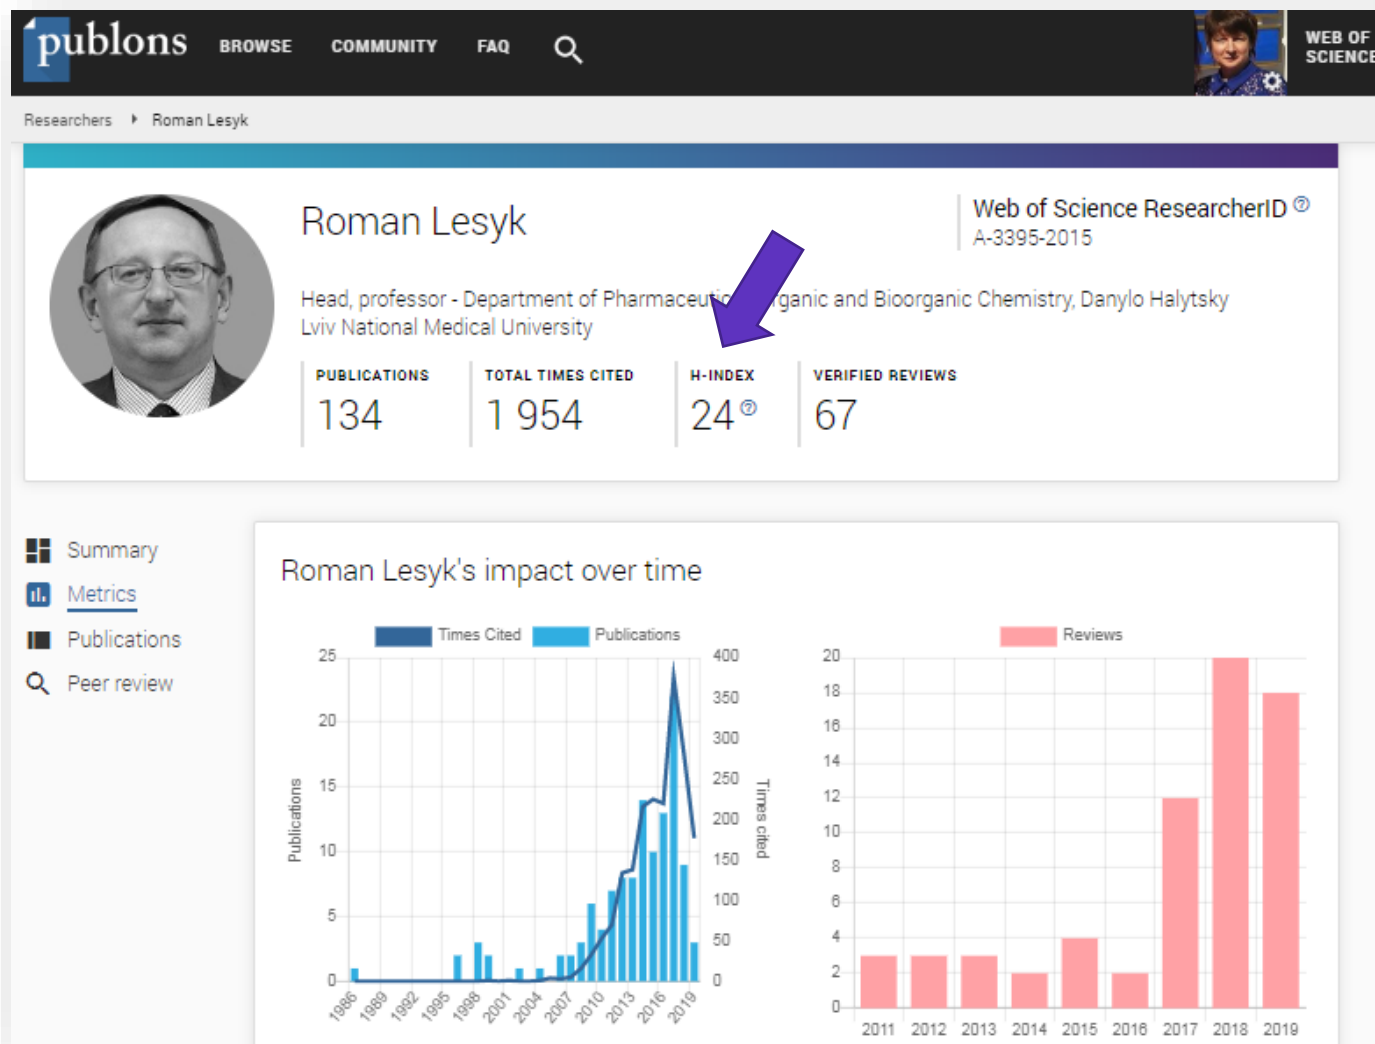 publons BROWSE COMMUNITY FAQ
WEB OF
SCIENCE
Researchers Roman Lesyk
Roman Lesyk
Web of Science ResearcherID
A-3395-2015
Head, professor - Department of rganic and Bioorganic Chemistry, Danylo Halytsky
Lviv National Medical University
PUBLICATIONS TOTAL TIMES CITED H-INDEX VERIFIED REVIEWS
134 1 954 24 67
Summary
Metrics
Publications
Peer review
Roman Lesyk's impact over time
Times Cited Publications
25
20
15
10
5
0
Publications
400
350
300
250
200
150
100
50
0
Times cited
1986 1989 1992 1995 1998 2001 2004 2007 2010 2013 2016 2019
Reviews
20
18
16
14
12
10
8
6
4
2
0
2011 2012 2013 2014 2015 2016 2017 2018 2019